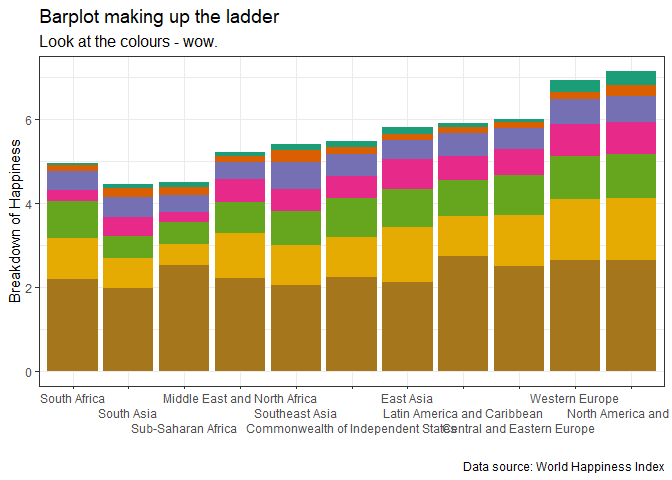 Barplot making up the ladder
Look at the colours - wow.
Breakdown of Happiness
6
4
2
0
South Africa Middle East and North Africa East Asia Western Europe
South Asia Southeast Asia Latin America and Caribbean North America and
Sub-Saharan Africa Commonwealth of Independent States Central and Eastern Europe
Data source: World Happiness Index